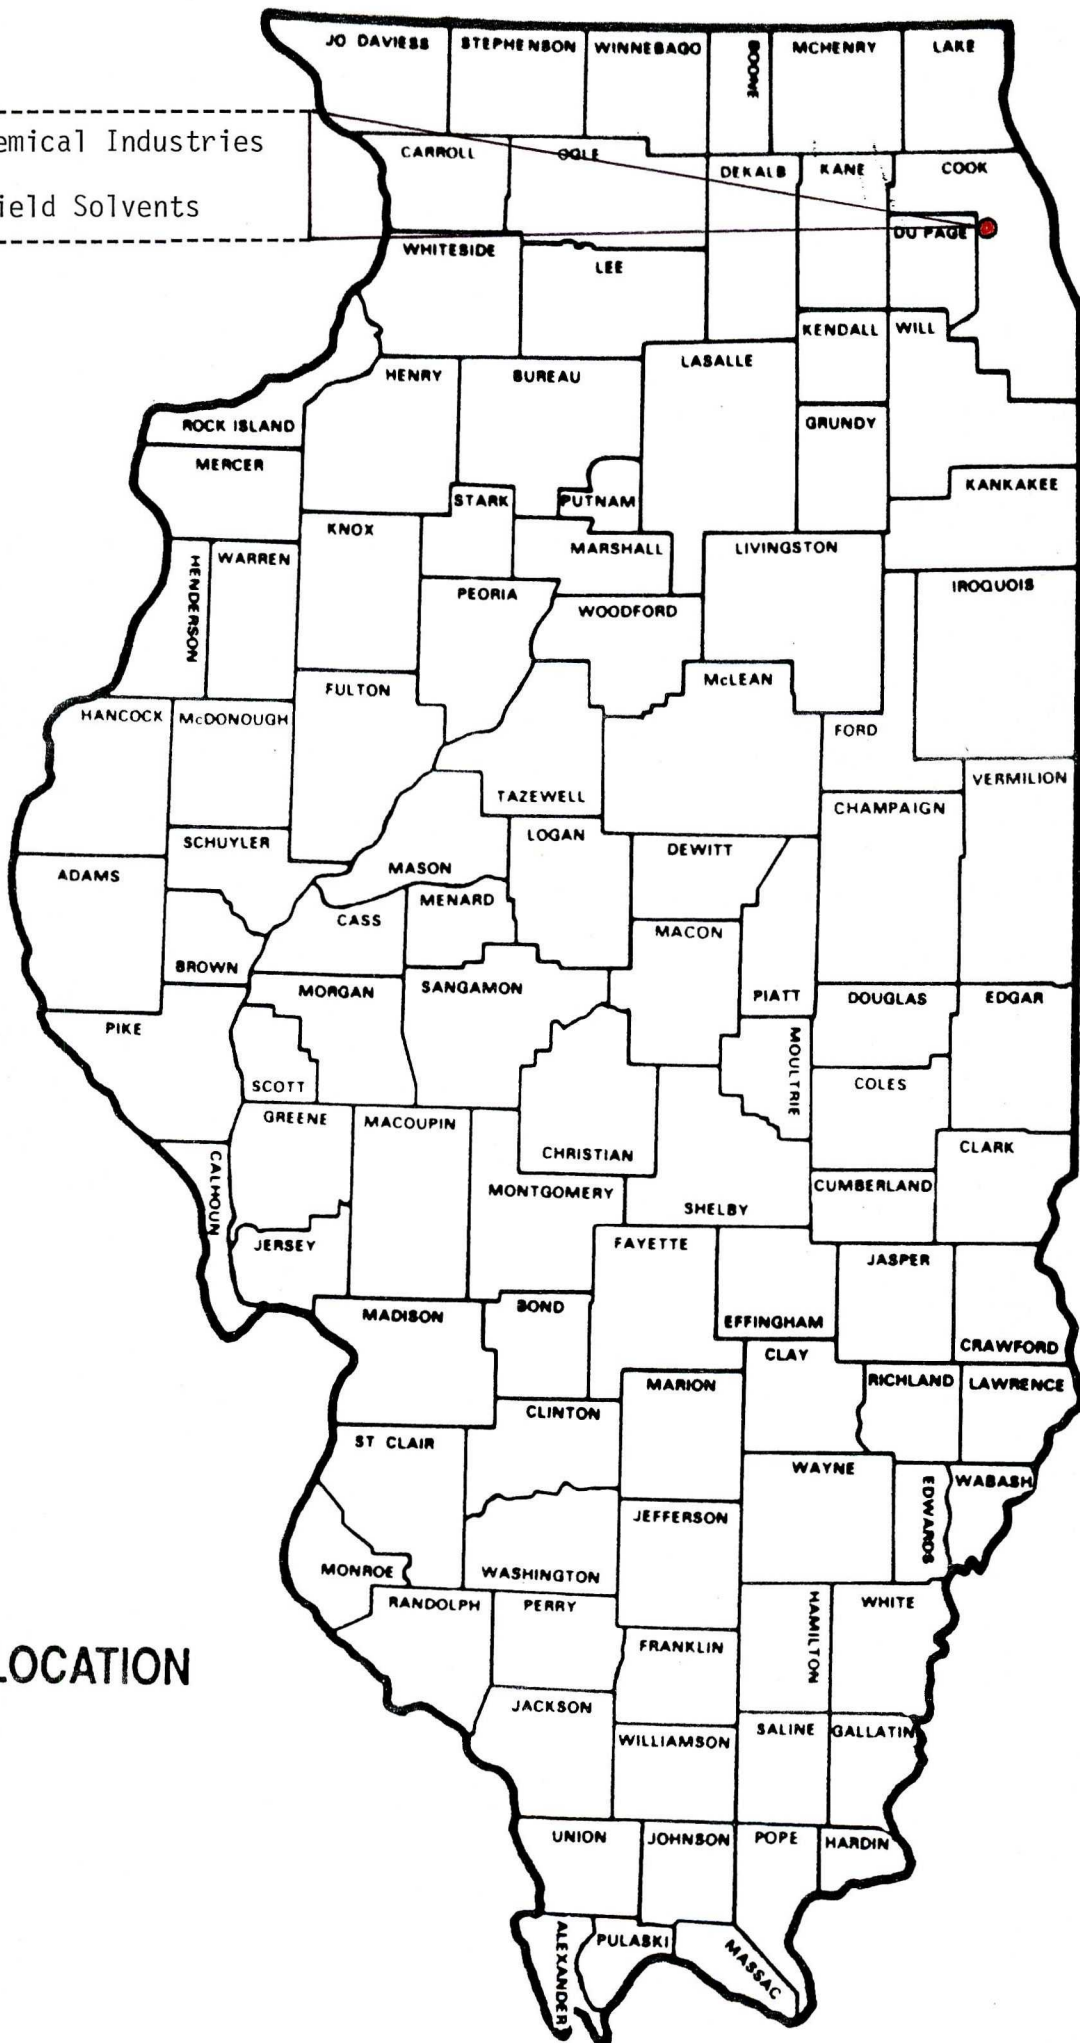 JO DAVIESS STEPHENSON WINNEBAGO BOONE MCHENRY LAKE
emical Industries
ield Solvents
CARROLL OGLE DEKALB KANE COOK
WHITESIDE LEE DU PAGE
KENDALL WILL
HENRY BUREAU LASALLE
ROCK ISLAND GRUNDY
MERCER
STARK PUTNAM KANKAKEE
KNOX MARSHALL LIVINGSTON
HENDERSON WARREN PEORIA WOODFORD IROQUOIS
FULTON McLEAN
HANCOCK McDONOUGH FORD
TAZEWELL CHAMPAIGN VERMILION
SCHUYLER LOGAN DEWITT
ADAMS MASON
CASS MENARD MACON
BROWN
MORGAN SANGAMON PIATT DOUGLAS EDGAR
PIKE MOULTRIE
SCOTT COLES
GREENE MACOUPIN
CHRISTIAN CLARK
CALHOUN MONTGOMERY SHELBY CUMBERLAND
JERSEY FAYETTE JASPER
MADISON BOND EFFINGHAM
CLAY CRAWFORD
MARION RICHLAND LAWRENCE
CLINTON
ST CLAIR WAYNE EDWARDS WABASH
JEFFERSON
MONROE WASHINGTON
RANDOLPH PERRY HAMILTON WHITE
FRANKLIN
LOCATION
JACKSON
WILLIAMSON SALINE GALLATIN
UNION JOHNSON POPE HARDIN
ALEXANDER PULASKI MASSAC